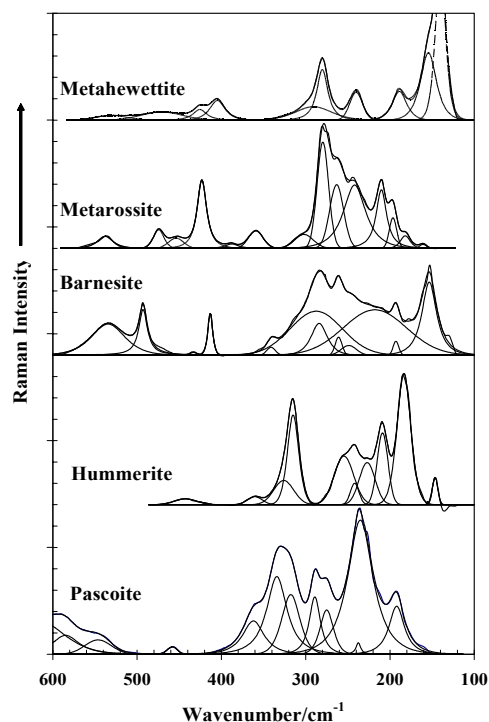 Metahewettite
Metarossite
Barnesite
Hummerite
Pascoite
Raman Intensity
600 500 400 300 200 100
Wavenumber/cm⁻¹